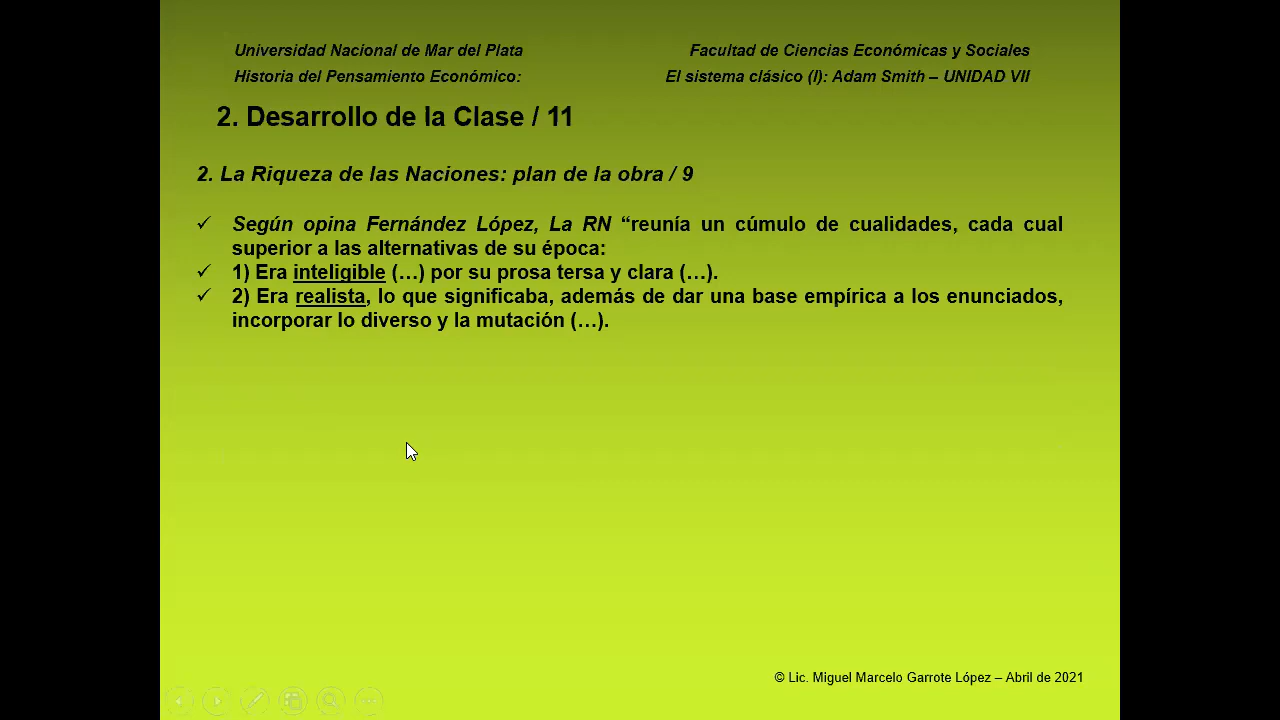 Universidad Nacional de Mar del Plata Facultad de Ciencias Económicas y Sociales
Historia del Pensamiento Económico: El sistema clásico (I): Adam Smith – UNIDAD VII
2. Desarrollo de la Clase / 11
2. La Riqueza de las Naciones: plan de la obra / 9
✓ Según opina Fernández López, La RN “reunía un cúmulo de cualidades, cada cual
superior a las alternativas de su época:
✓ 1) Era inteligible (…) por su prosa tersa y clara (…).
✓ 2) Era realista, lo que significaba, además de dar una base empírica a los enunciados,
incorporar lo diverso y la mutación (…).
© Lic. Miguel Marcelo Garrote López – Abril de 2021